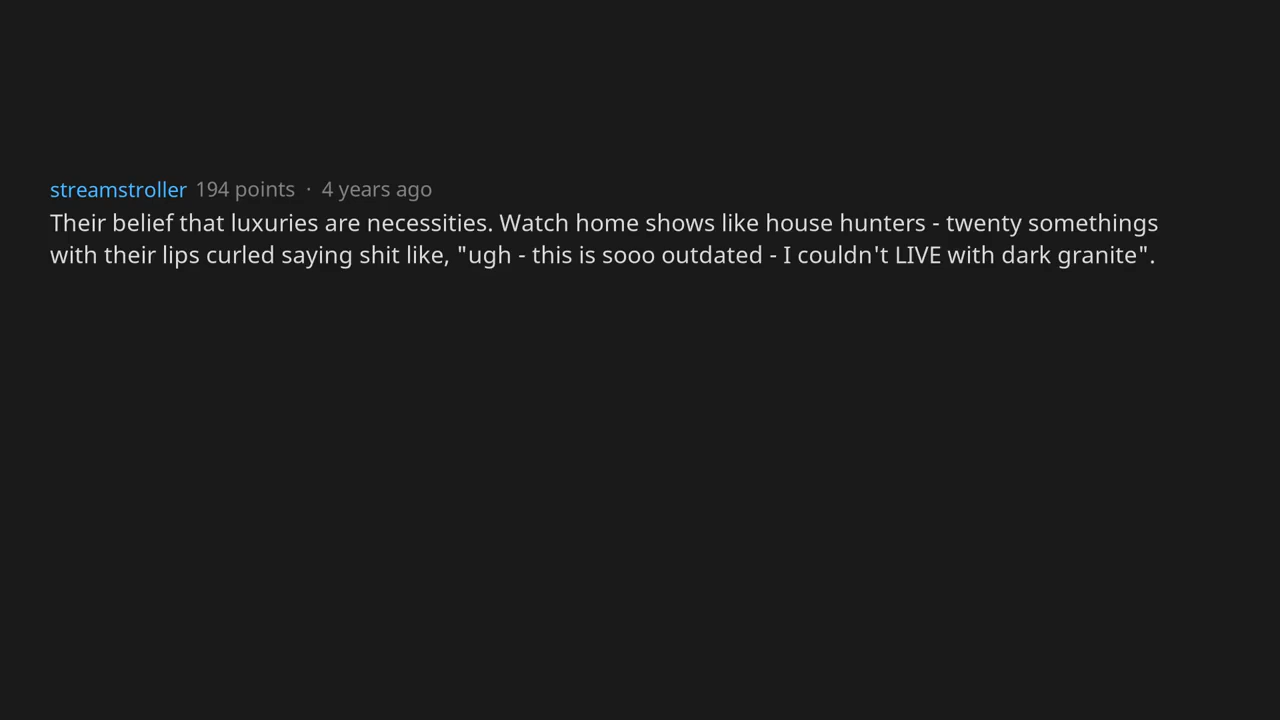 streamstroller 194 points · 4 years ago
Their belief that luxuries are necessities. Watch home shows like house hunters - twenty somethings
with their lips curled saying shit like, "ugh - this is sooo outdated - I couldn't LIVE with dark granite".